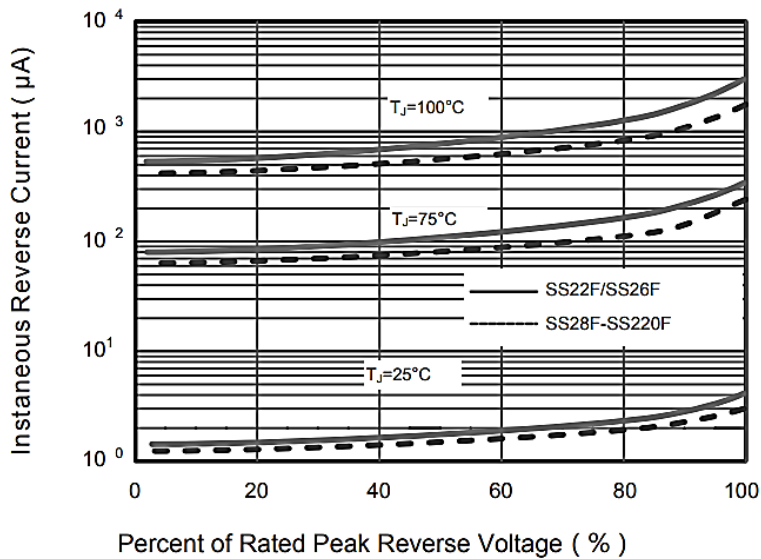 Instaneous Reverse Current ( μA )
10 4
10 3
10 2
10 1
10 0
TJ=100°C
TJ=75°C
SS22F/SS26F
SS28F-SS220F
TJ=25°C
0 20 40 60 80 100
Percent of Rated Peak Reverse Voltage ( % )